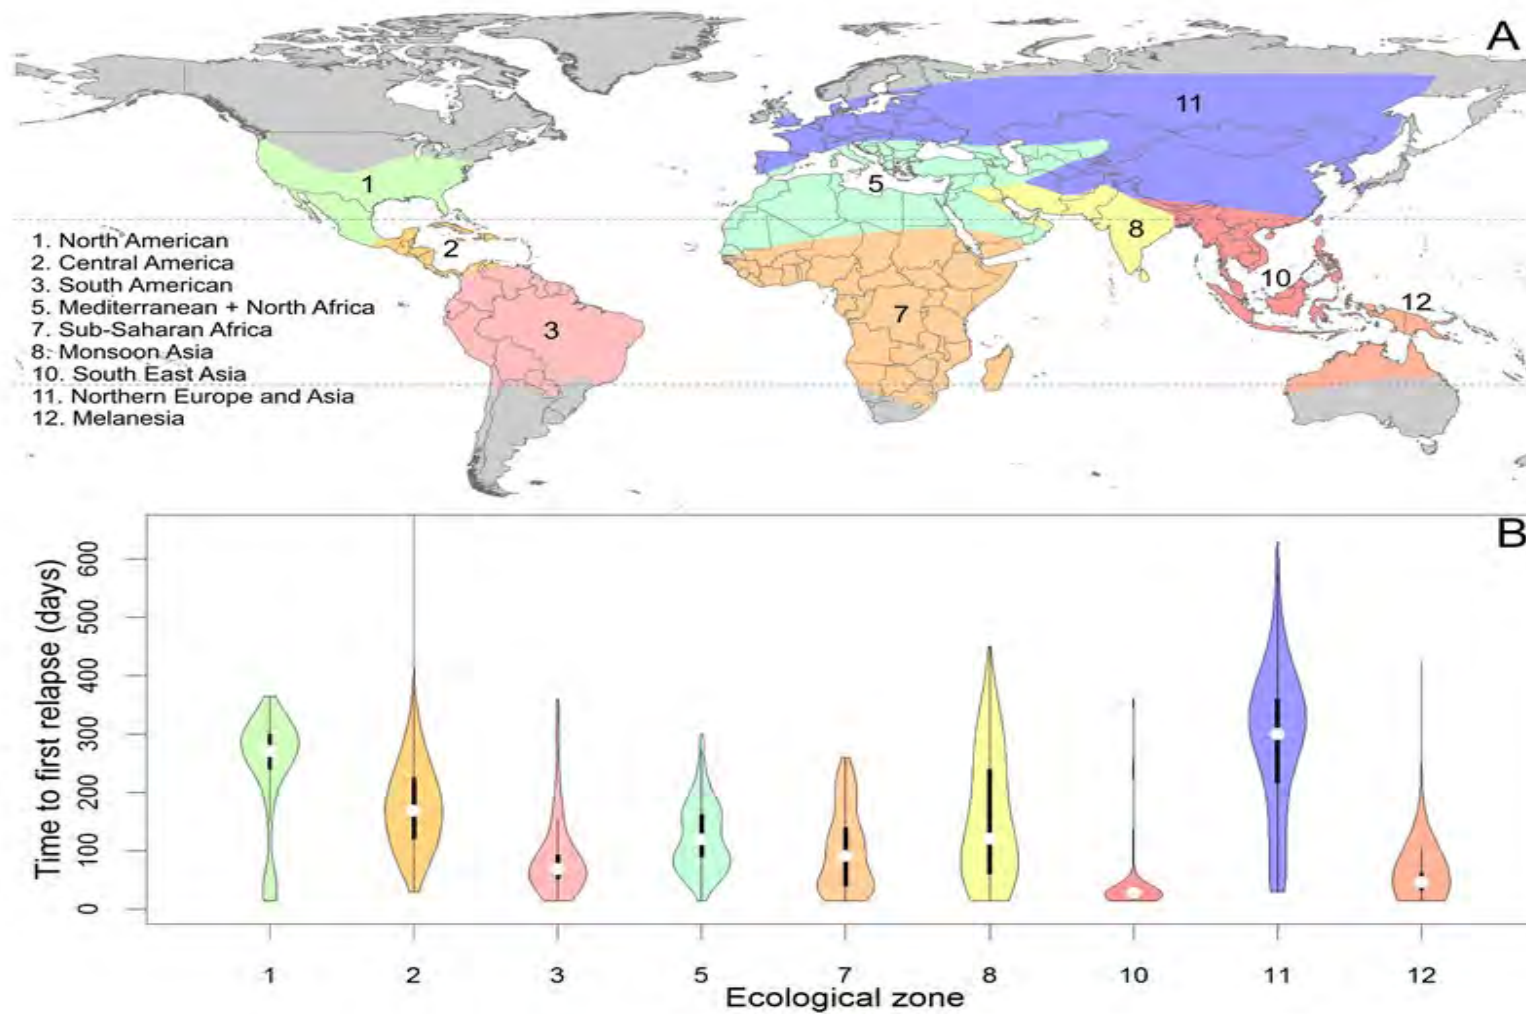 A
11
1
5
8
2
10
12
7
3
1. North American
2. Central America
3. South American
5. Mediterranean + North Africa
7. Sub-Saharan Africa
8: Monsoon Asia
10. South East Asia
11. Northern Europe and Asia
12. Melanesia
B
Time to first relapse (days)
600
500
400
300
200
100
0
1 2 3 5 7 8 10 11 12
Ecological zone